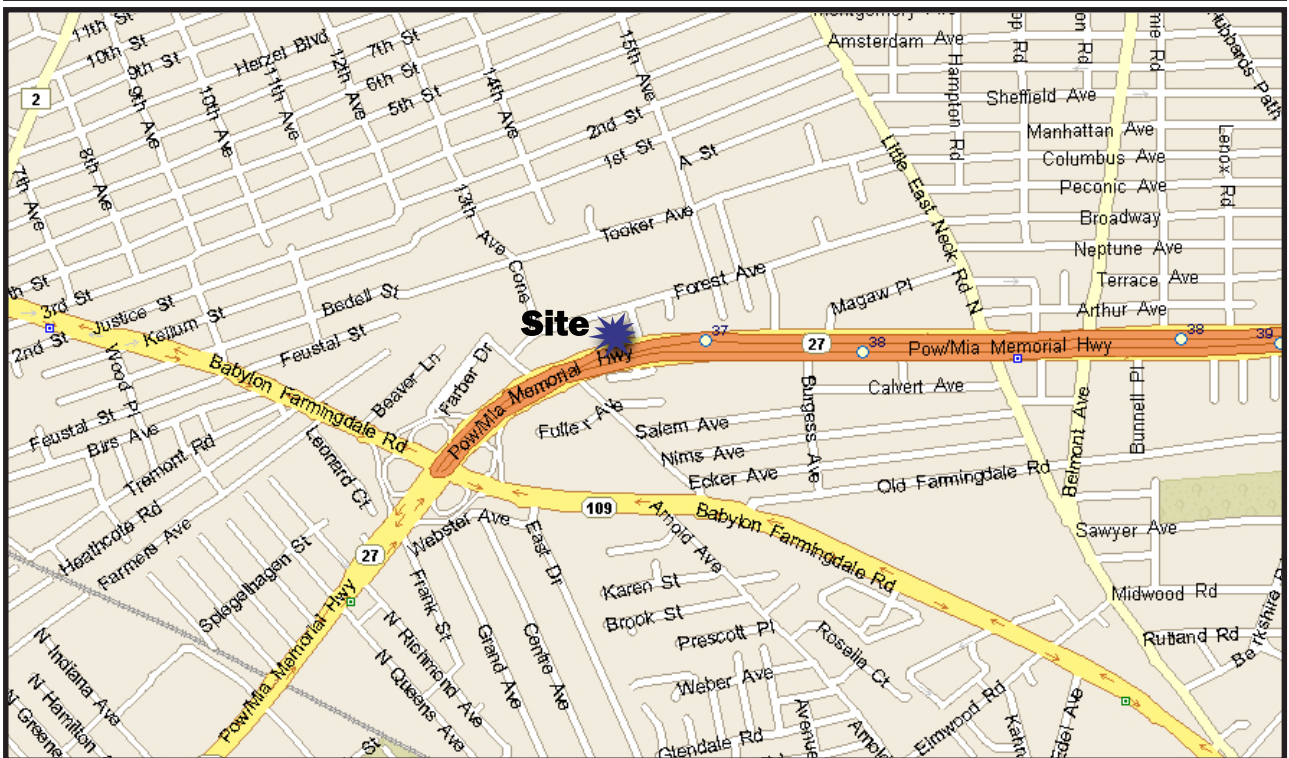 11th St
10th St
9th St
Herzel Blvd
7th St
6th St
5th St
12th Ave
11th Ave
10th Ave
9th Ave
8th Ave
7th Ave
14th Ave
15th Ave
2nd St
1st St
A St
13th Ave
Cone
Tooker Ave
Forest Ave
Magaw Pl
Montgomery Ave
Amsterdam Ave
Hampton Rd
Sheffield Ave
Manhattan Ave
Columbus Ave
Peconic Ave
Broadway
Neptune Ave
Terrace Ave
Arthur Ave
Lenox Rd
Hubbards Path
Little East Neck Rd N
2
3rd St
2nd St
Justice St
Kellum St
Bedell St
Feustal St
Site
37
27
38
38
39
Pow/Mia Memorial Hwy
Pow/Mia Memorial Hwy
Babylon Farmingdale Rd
Wood Pl
Beaver Ln
Farber Dr
Feustal St
Birs Ave
Tremont Rd
Heathcote Rd
Farmers Ave
Leonard Ct
Calvert Ave
Burgess Ave
Salem Ave
Nims Ave
Ecker Ave
Old Farmingdale Rd
Belmont Ave
Bunnell Pl
109
Babylon Farmingdale Rd
Arnold Ave
Webster Ave
East Dr
27
Spielgelhagen St
Pow/Mia Memorial Hwy
Frank St
N Richmond Ave
N Queens Ave
Grand Ave
Centre Ave
Karen St
Brook St
Prescott Pl
Weber Ave
Glendale Rd
Rosella Ct
Elmwood Rd
Sawyer Ave
Midwood Rd
Rutland Rd
N Indiana Ave
N Hamilton
N Greene